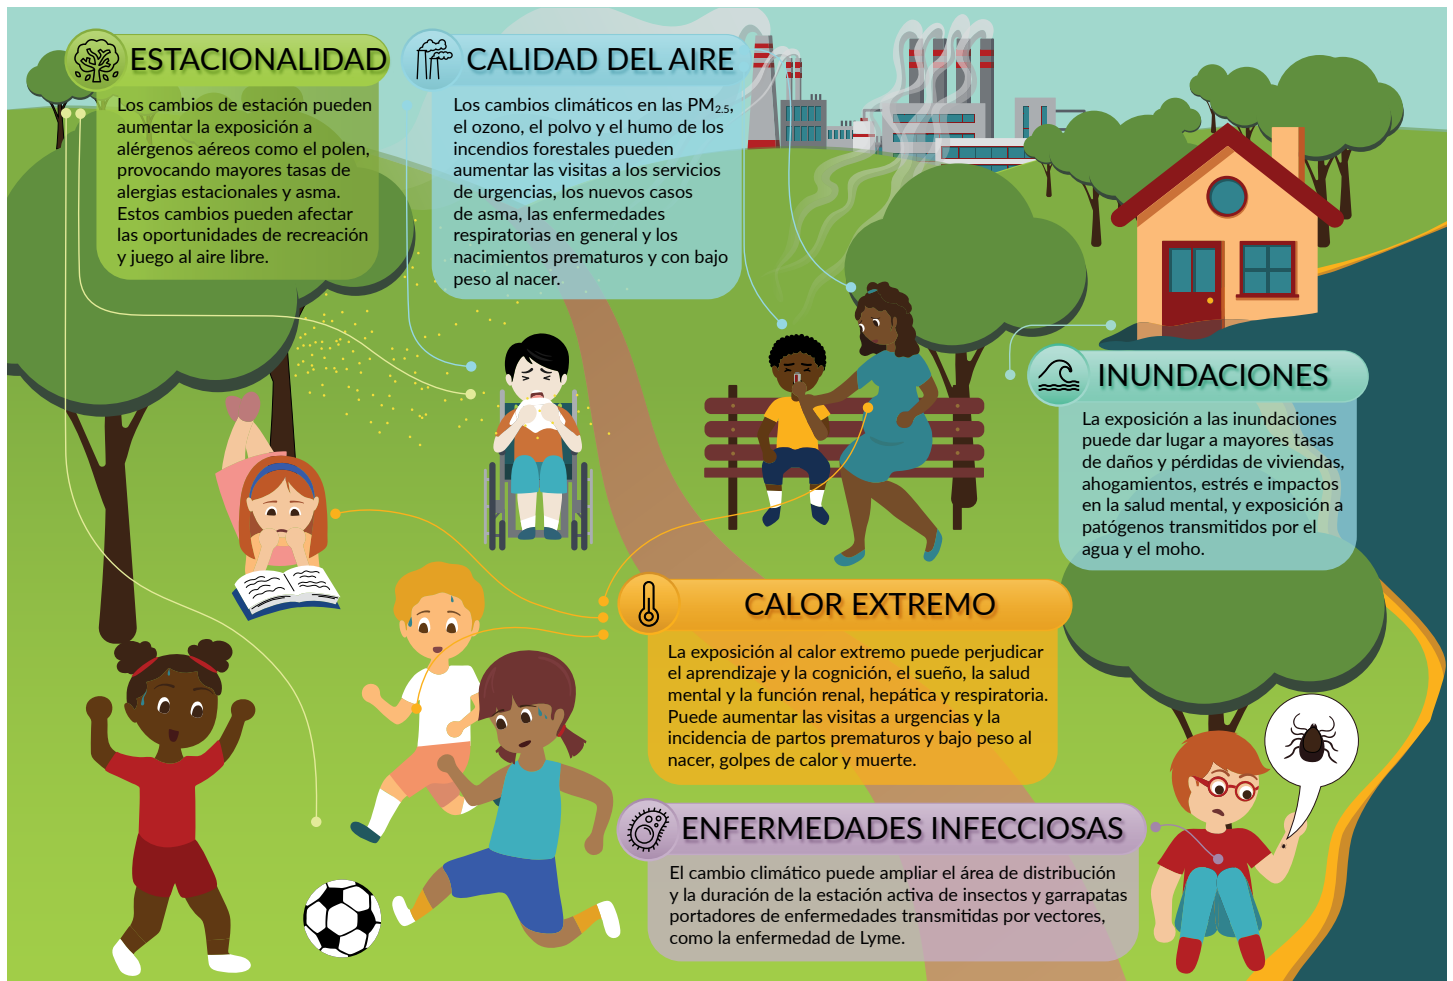 ESTACIONALIDAD
Los cambios de estación pueden
aumentar la exposición a
alérgenos aéreos como el polen,
provocando mayores tasas de
alergias estacionales y asma.
Estos cambios pueden afectar
las oportunidades de recreación
y juego al aire libre.
CALIDAD DEL AIRE
Los cambios climáticos en las PM2.5,
el ozono, el polvo y el humo de los
incendios forestales pueden
aumentar las visitas a los servicios
de urgencias, los nuevos casos
de asma, las enfermedades
respiratorias en general y los
nacimientos prematuros y con bajo
peso al nacer.
INUNDACIONES
La exposición a las inundaciones
puede dar lugar a mayores tasas
de daños y pérdidas de viviendas,
ahogamientos, estrés e impactos
en la salud mental, y exposición a
patógenos transmitidos por el
agua y el moho.
CALOR EXTREMO
La exposición al calor extremo puede perjudicar
el aprendizaje y la cognición, el sueño, la salud
mental y la función renal, hepática y respiratoria.
Puede aumentar las visitas a urgencias y la
incidencia de partos prematuros y bajo peso al
nacer, golpes de calor y muerte.
ENFERMEDADES INFECCIOSAS
El cambio climático puede ampliar el área de distribución
y la duración de la estación activa de insectos y garrapatas
portadores de enfermedades transmitidas por vectores,
como la enfermedad de Lyme.